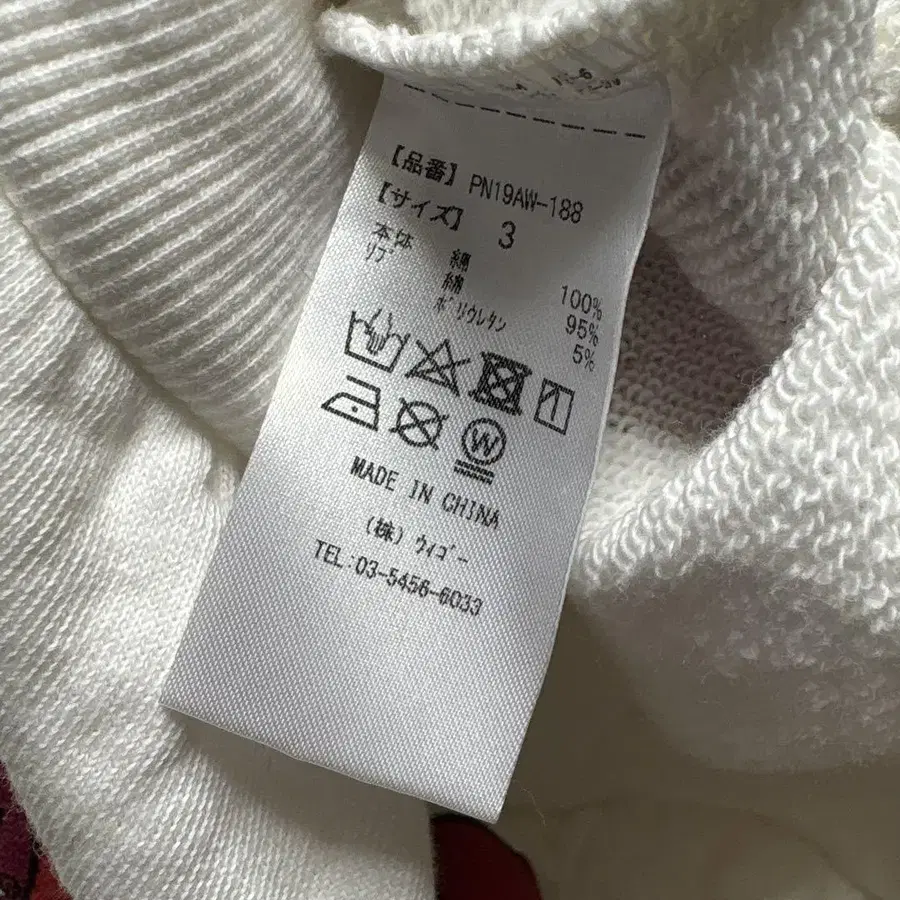 【品番】 PN19AW-188
【サイズ】 3
本体 綿 100%
ﾘﾌﾞ 綿 95%
ﾎﾟﾘｳﾚﾀﾝ 5%
W
MADE IN CHINA
(株) ｳｨｺﾞｰ
TEL:03-5456-6033